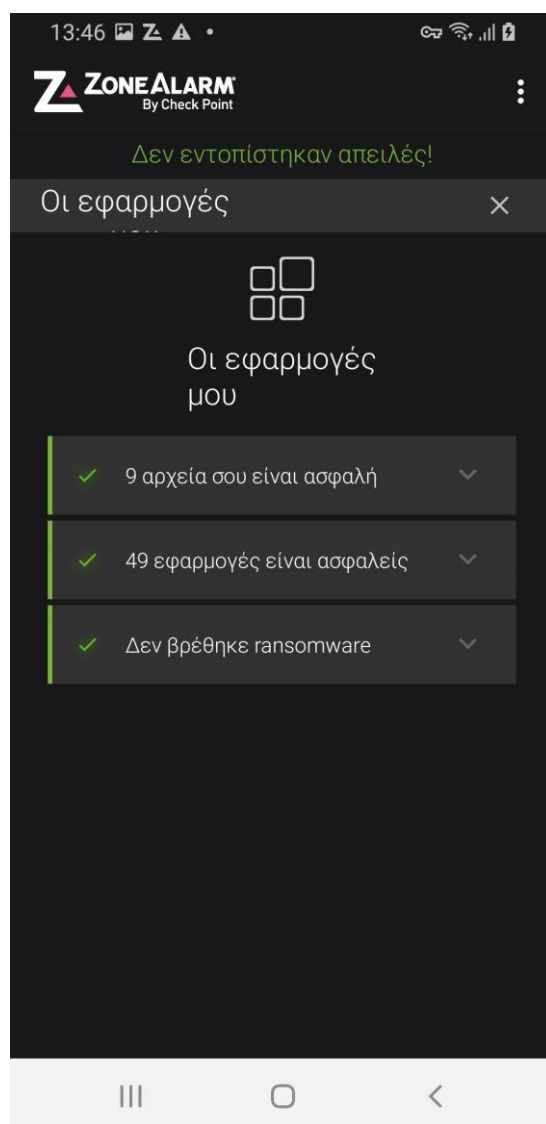 13:46
ZONEALARM
By Check Point
Δεν εντοπίστηκαν απειλές!
Οι εφαρμογές
Οι εφαρμογές
μου
9 αρχεία σου είναι ασφαλή
49 εφαρμογές είναι ασφαλείς
Δεν βρέθηκε ransomware